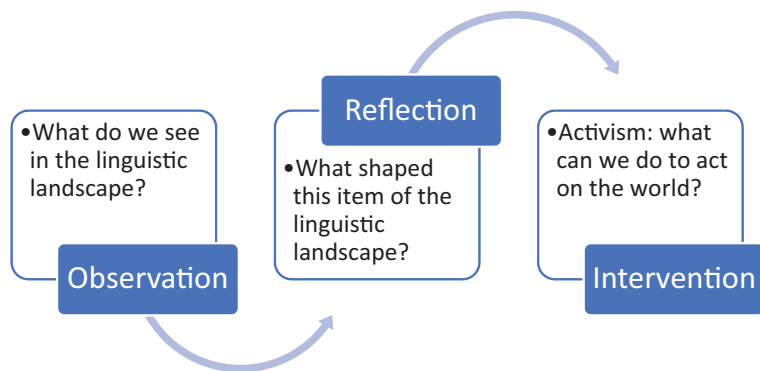 •What do we see
in the linguistic
landscape?
Observation
Reflection
•What shaped
this item of the
linguistic
landscape?
•Activism: what
can we do to act
on the world?
Intervention